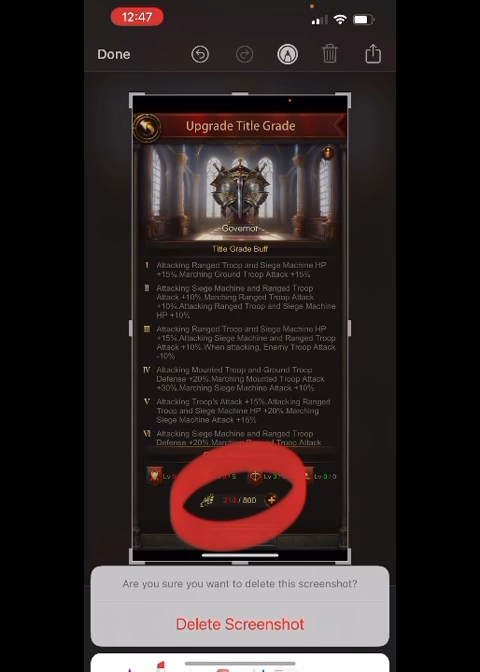 12:47
Done
Upgrade Title Grade
-Governor-
Title Grade Buff
I Attacking Ranged Troop and Siege Machine HP
+15%.Marching Ground Troop Attack +15%
II Attacking Siege Machine and Ranged Troop
Attack +10%.Marching Ranged Troop Attack
+10%.Attacking Ranged Troop and Siege Machine
HP +10%
III Attacking Ranged Troop and Siege Machine HP
+15%.Attacking Siege Machine and Ranged Troop
Attack +10%.When attacking, Enemy Troop Attack
-10%
IV Attacking Mounted Troop and Ground Troop
Defense +20%.Marching Mounted Troop Attack
+30%.Marching Siege Machine Attack +10%
V Attacking Troop's Attack +15%.Attacking Ranged
Troop and Siege Machine HP +20%.Marching
Siege Machine Attack +15%
VI Attacking Siege Machine and Ranged Troop
Defense +20%.Marching Ranged Troop Attack
214 / 800
Are you sure you want to delete this screenshot?
Delete Screenshot